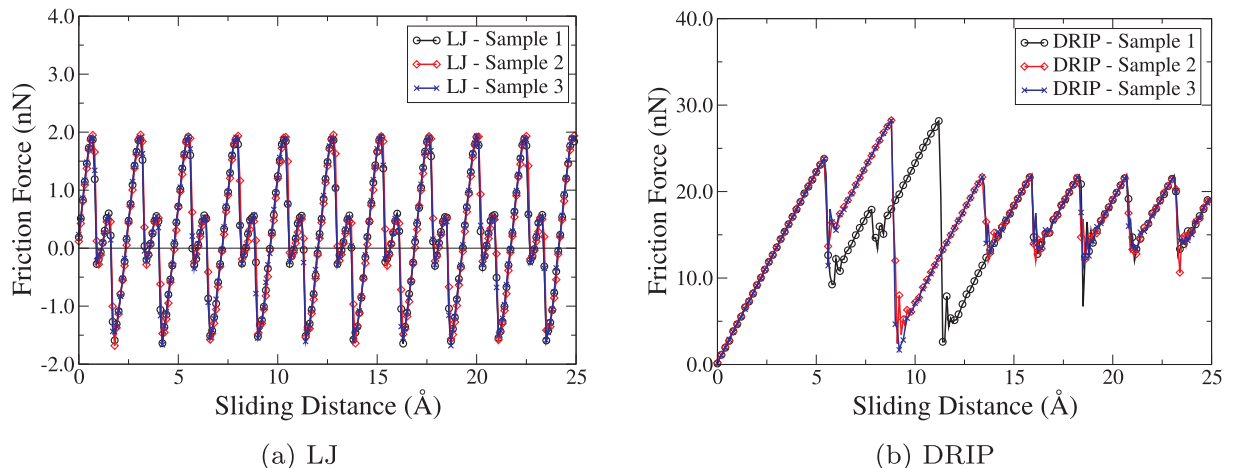 4.0
3.0
2.0
1.0
0.0
-1.0
-2.0
Friction Force (nN)
LJ - Sample 1
LJ - Sample 2
LJ - Sample 3
0 5 10 15 20 25
Sliding Distance (Å)
(a) LJ
40.0
30.0
20.0
10.0
0.0
Friction Force (nN)
DRIP - Sample 1
DRIP - Sample 2
DRIP - Sample 3
0 5 10 15 20 25
Sliding Distance (Å)
(b) DRIP